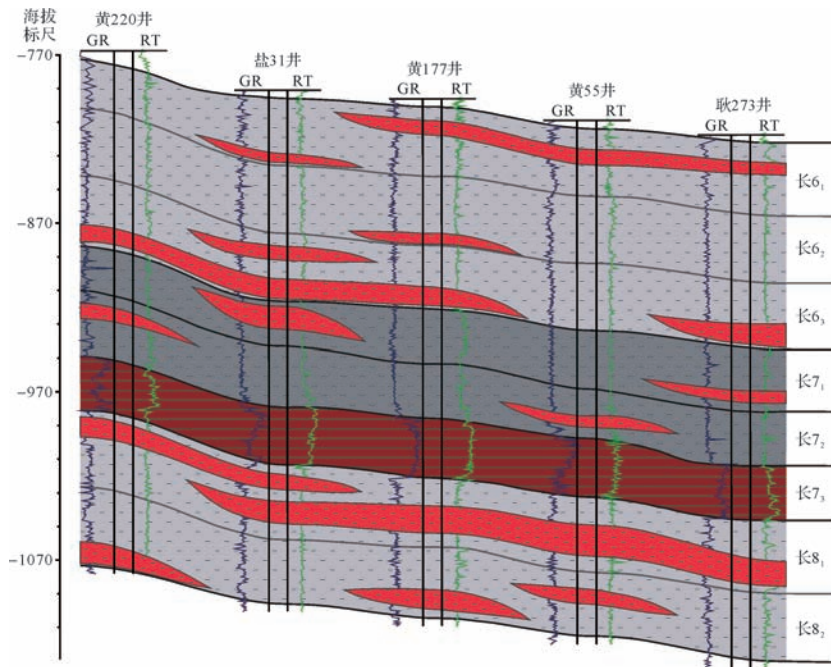 海拔
标尺
黄220井
GR RT
盐31井
GR RT
黄177井
GR RT
黄55井
GR RT
耿273井
GR RT
-770
-870
-970
-1070
长6₁
长6₂
长6₃
长7₁
长7₂
长7₃
长8₁
长8₂